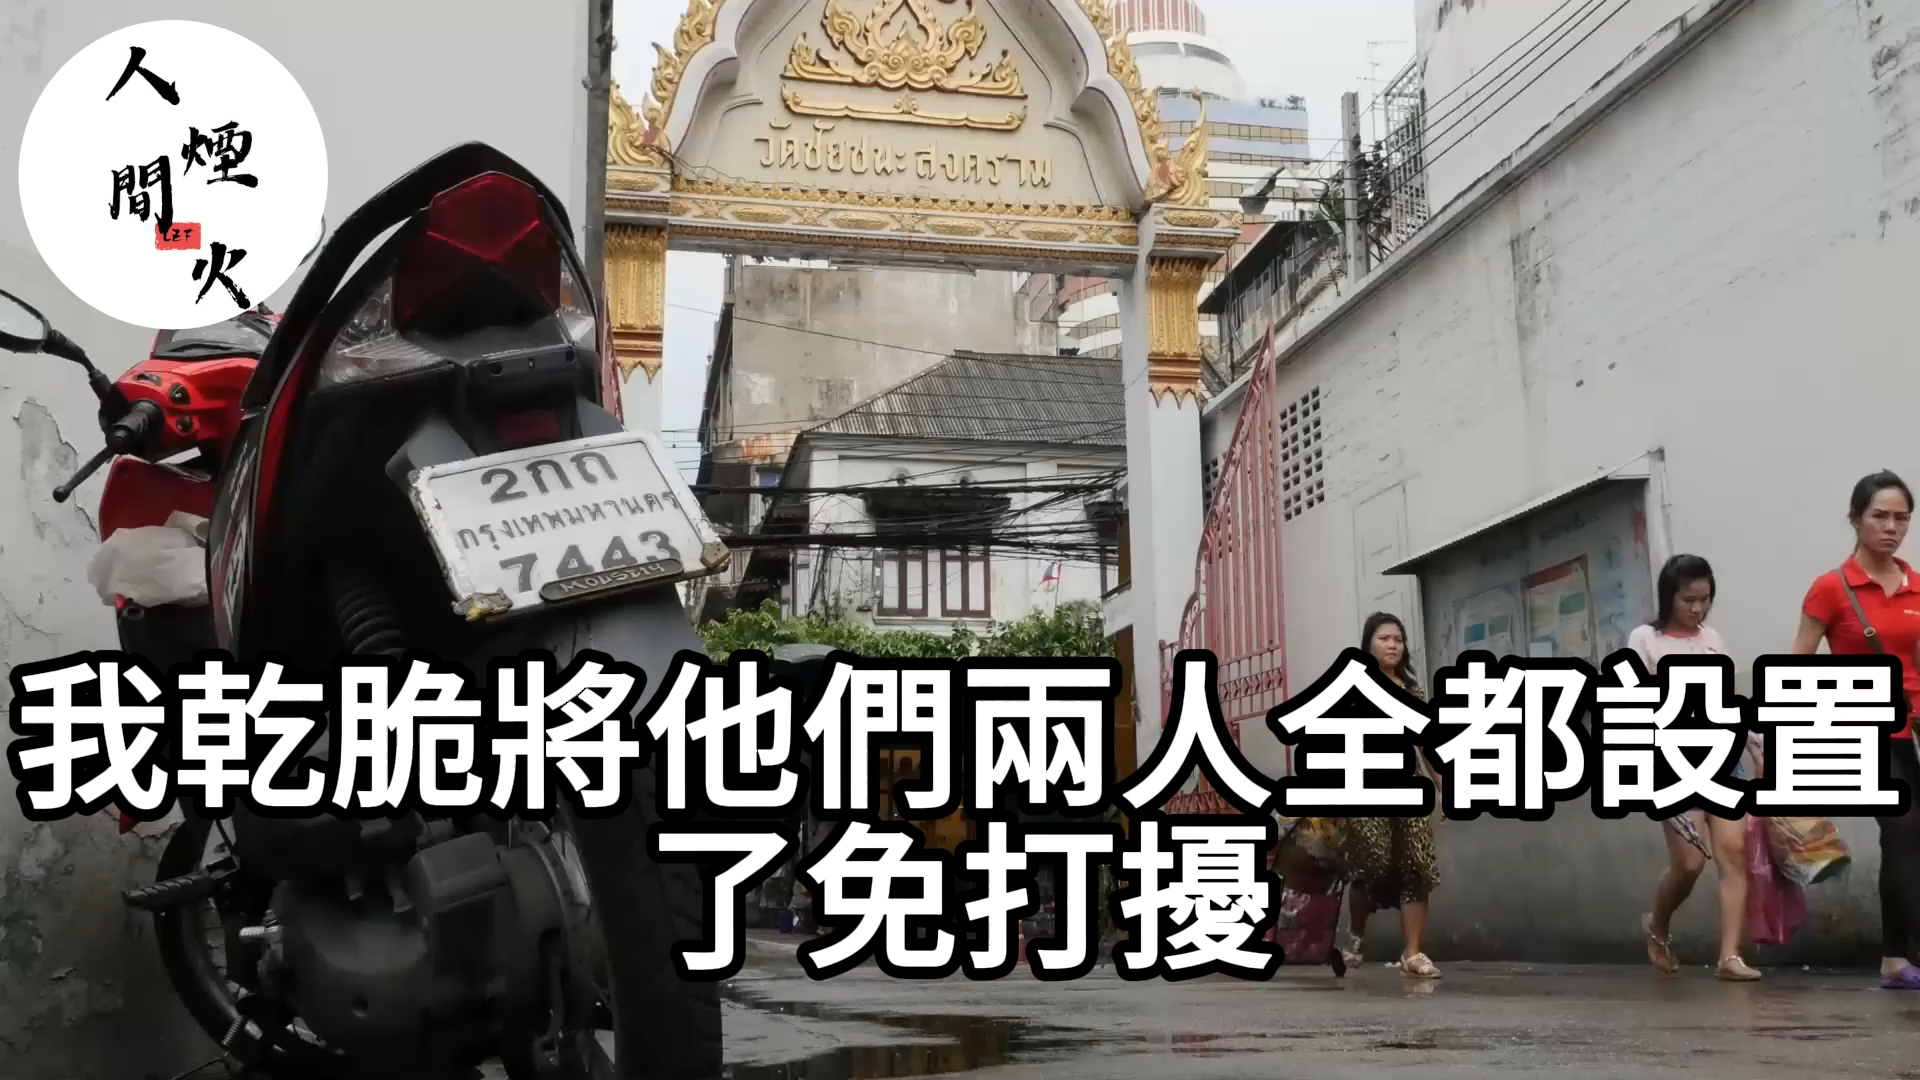 人間煙火
LZF
วัดชัยชนะสงคราม
2กถ
กรุงเทพมหานคร
7443
我乾脆將他們兩人全都設置
了免打擾